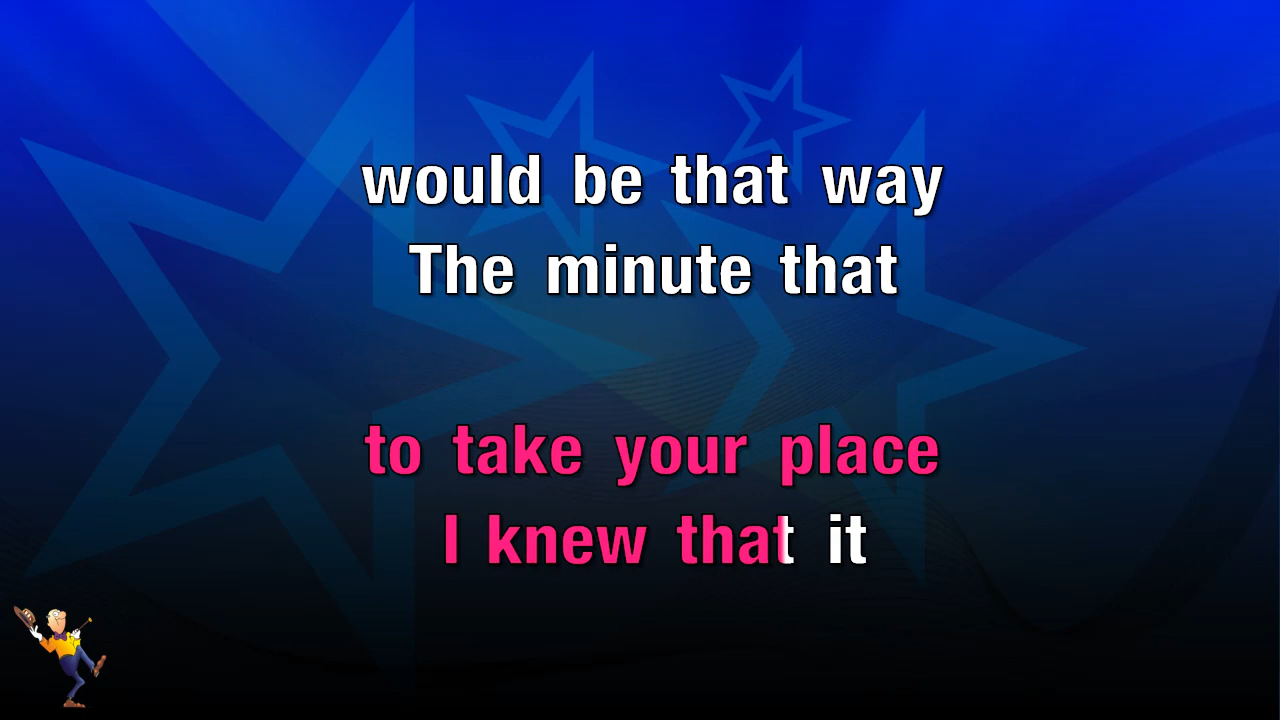 would be that way
The minute that
to take your place
I knew that it